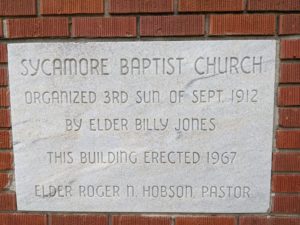 SYCAMORE BAPTIST CHURCH
ORGANIZED 3RD SUN. OF SEPT. 1912
BY ELDER BILLY JONES
THIS BUILDING ERECTED 1967
ELDER ROGER N. HOBSON, PASTOR